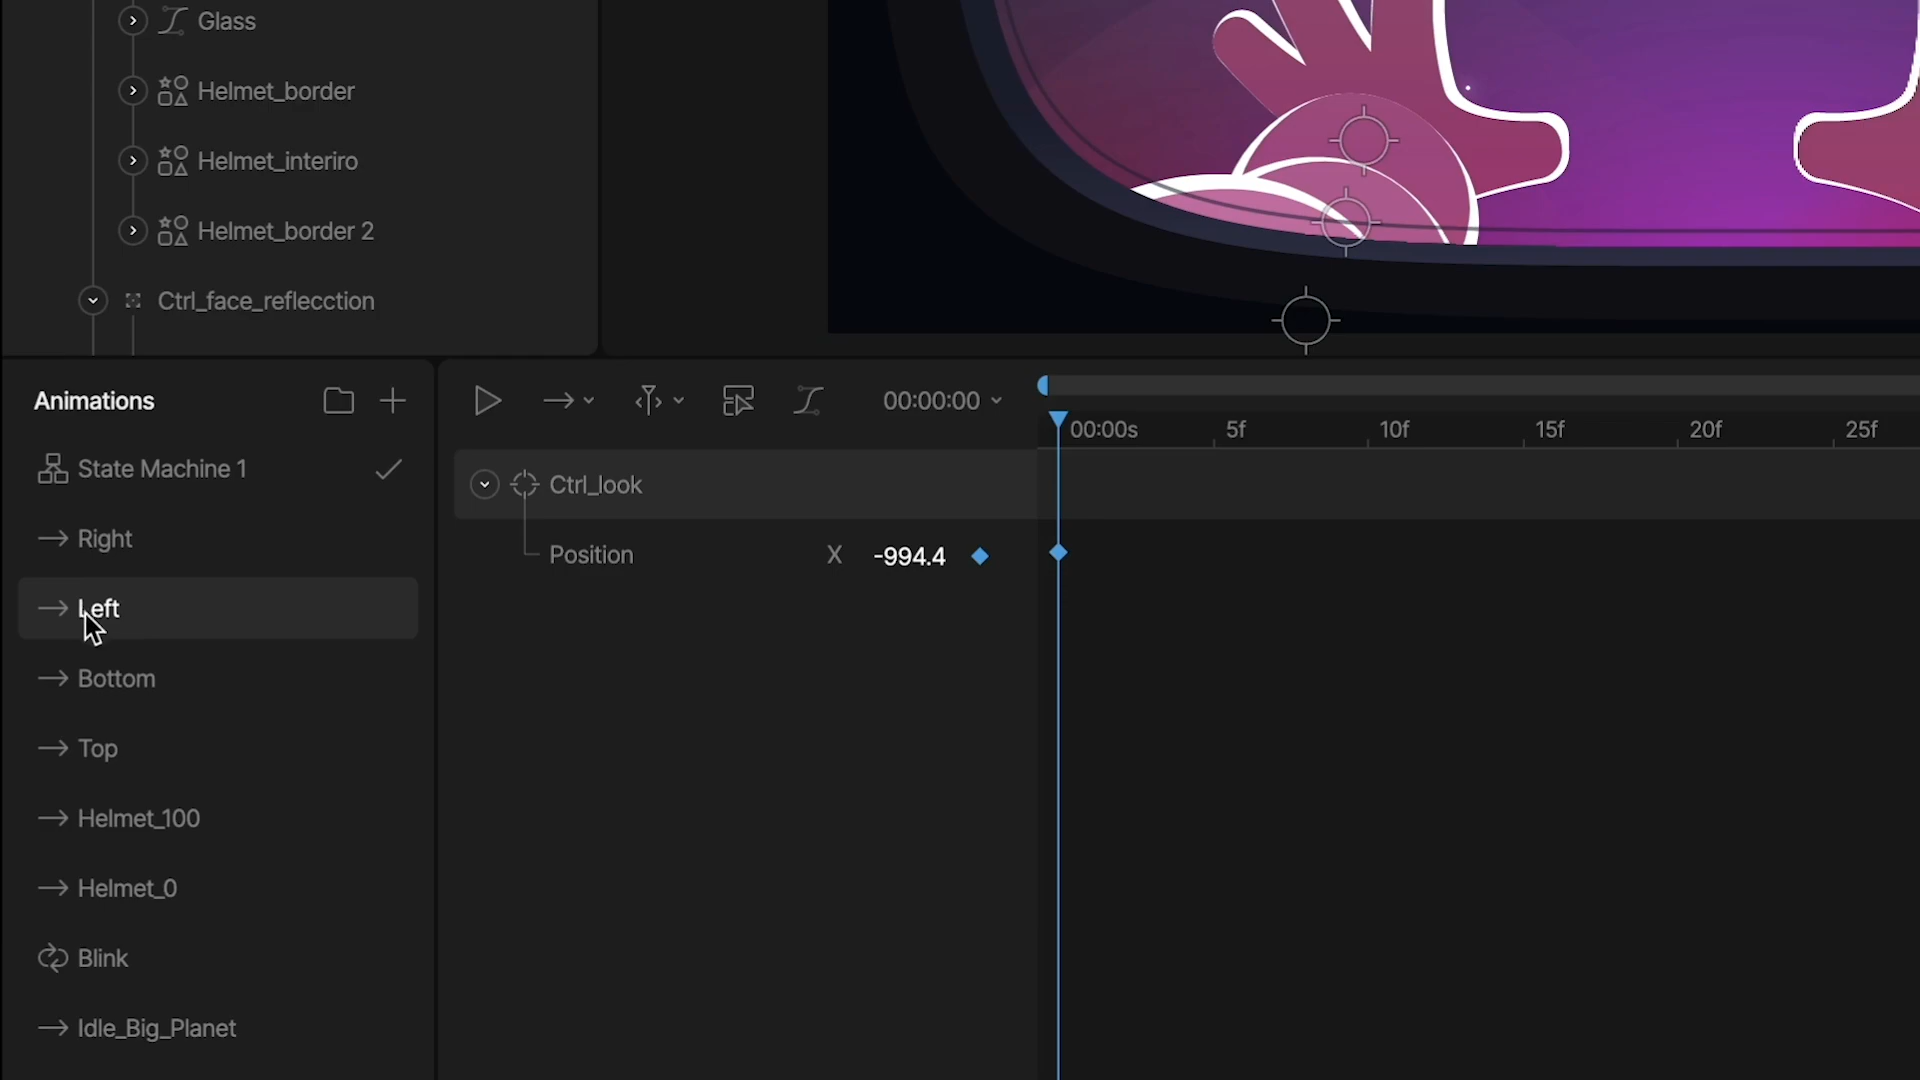 Glass
Helmet_border
Helmet_interiro
Helmet_border 2
Ctrl_face_reflecction
Animations
State Machine 1
Right
Left
Bottom
Top
Helmet_100
Helmet_0
Blink
Idle_Big_Planet
00:00:00
00:00s 5f 10f 15f 20f 25f
Ctrl_look
Position X -994.4